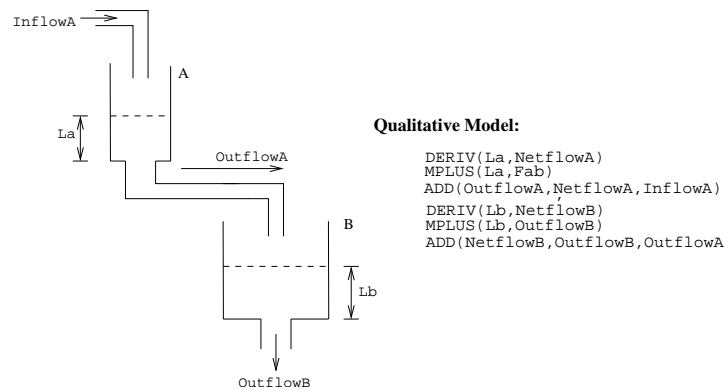 InflowA
A
La
OutflowA
B
Lb
OutflowB
Qualitative Model:
DERIV(La,NetflowA)
MPLUS(La,Fab)
ADD(OutflowA,NetflowA,InflowA)
DERIV(Lb,NetflowB)
MPLUS(Lb,OutflowB)
ADD(NetflowB,OutflowB,OutflowA